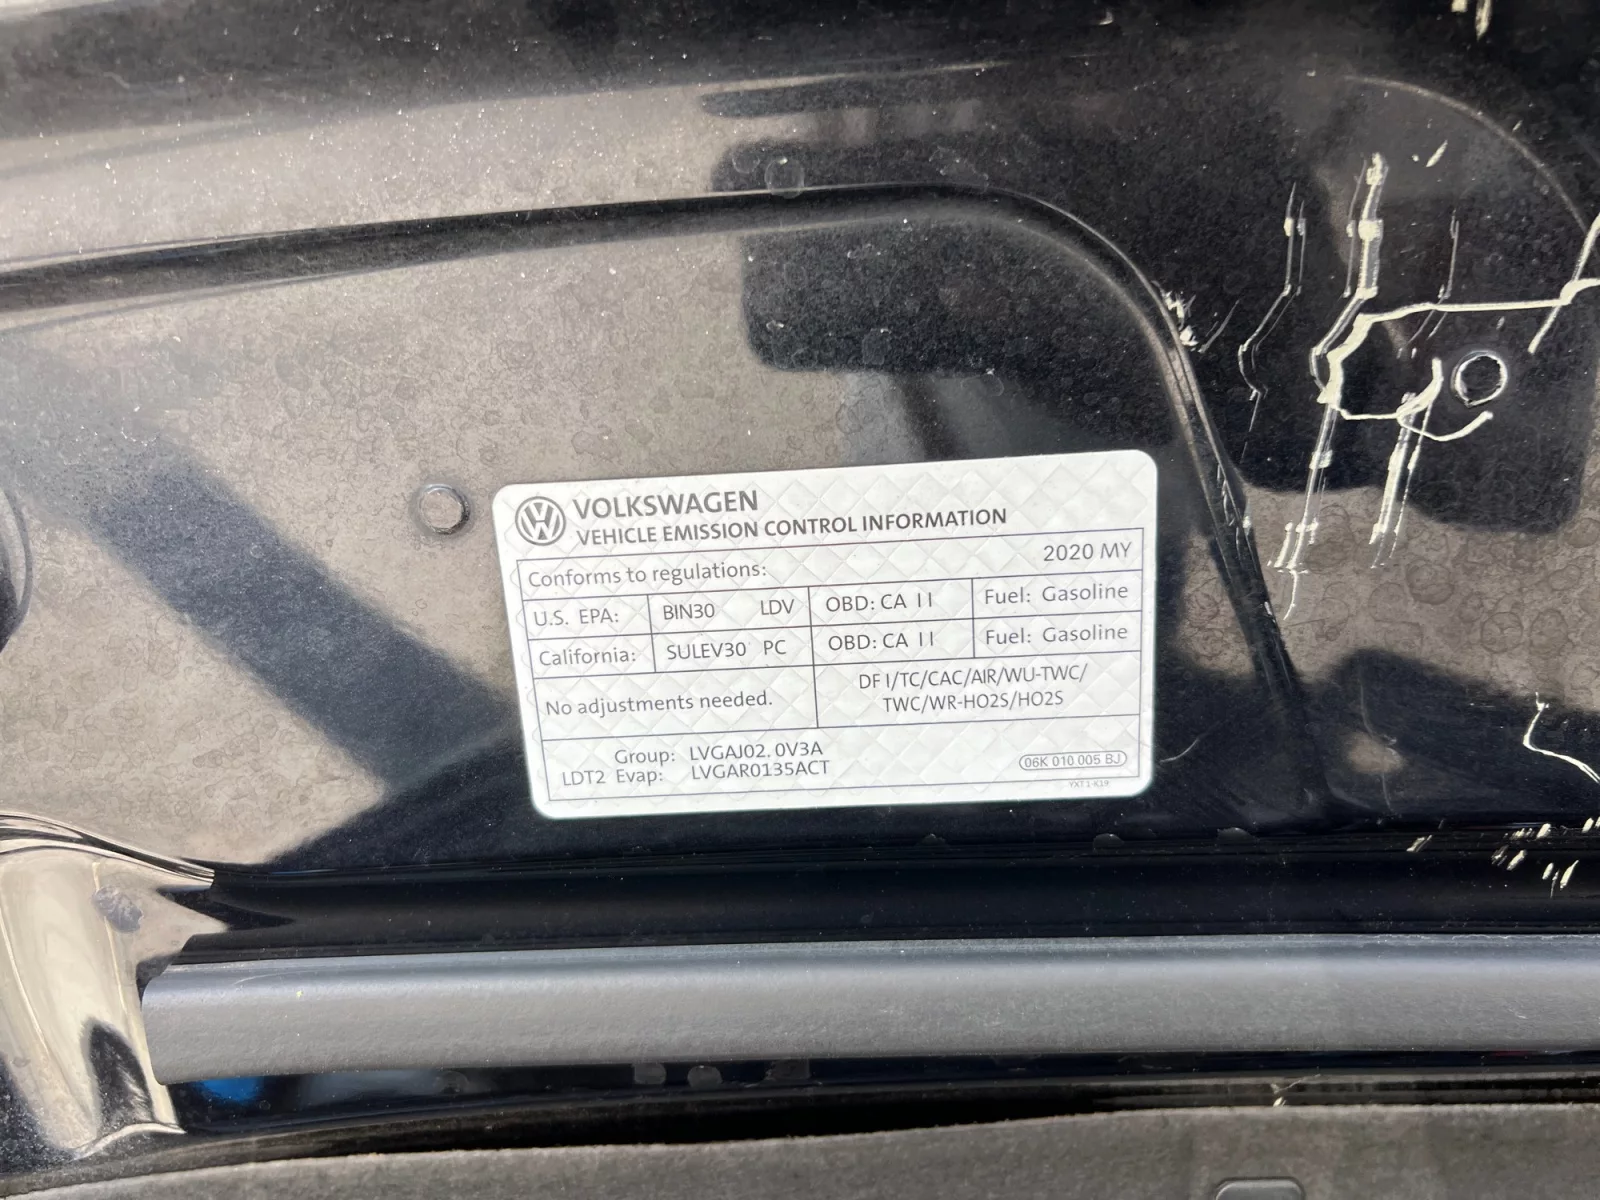 VOLKSWAGEN
VEHICLE EMISSION CONTROL INFORMATION
Conforms to regulations: 2020 MY
U.S. EPA: BIN30 LDV OBD: CA II Fuel: Gasoline
California: SULEV30 PC OBD: CA II Fuel: Gasoline
No adjustments needed.
DFI/TC/CAC/AIR/WU-TWC/
TWC/WR-HO2S/HO2S
Group: LVGAJ02.0V3A
LDT2 Evap: LVGAR0135ACT
06K 010 005 BJ